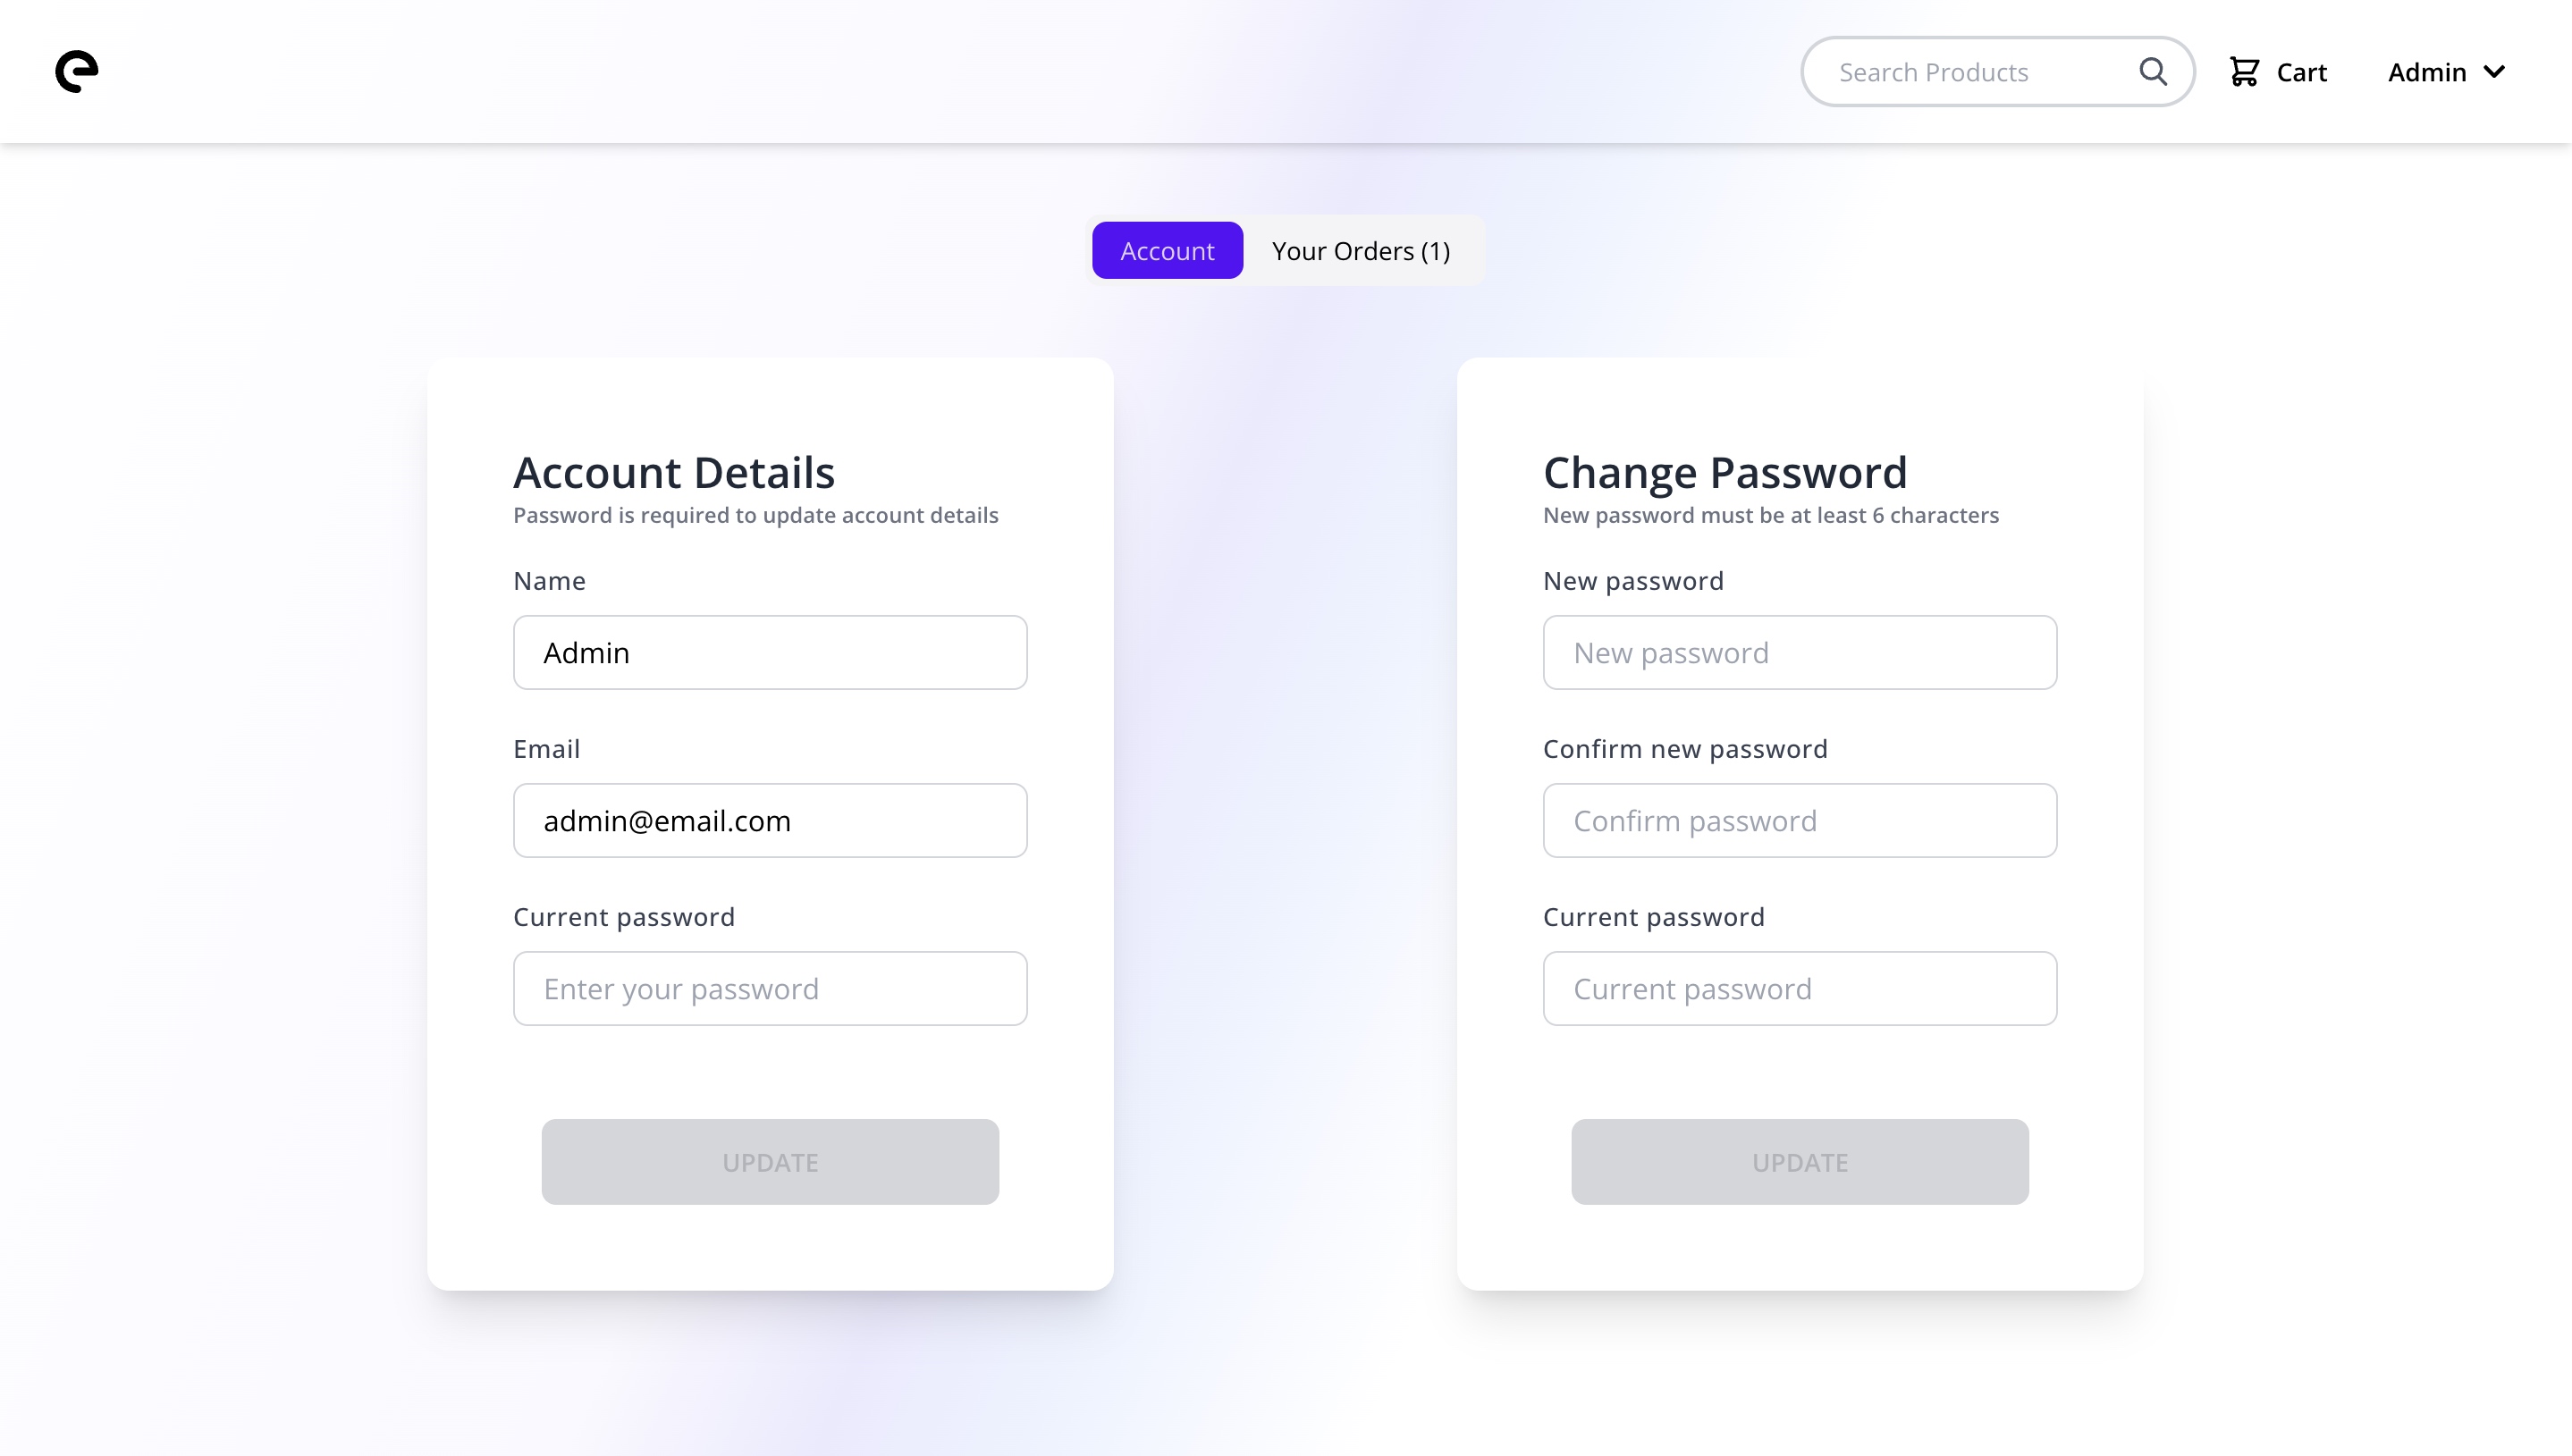 e
Search Products
Cart
Admin
Account
Your Orders (1)
Account Details
Password is required to update account details
Name
Admin
Email
admin@email.com
Current password
Enter your password
UPDATE
Change Password
New password must be at least 6 characters
New password
New password
Confirm new password
Confirm password
Current password
Current password
UPDATE